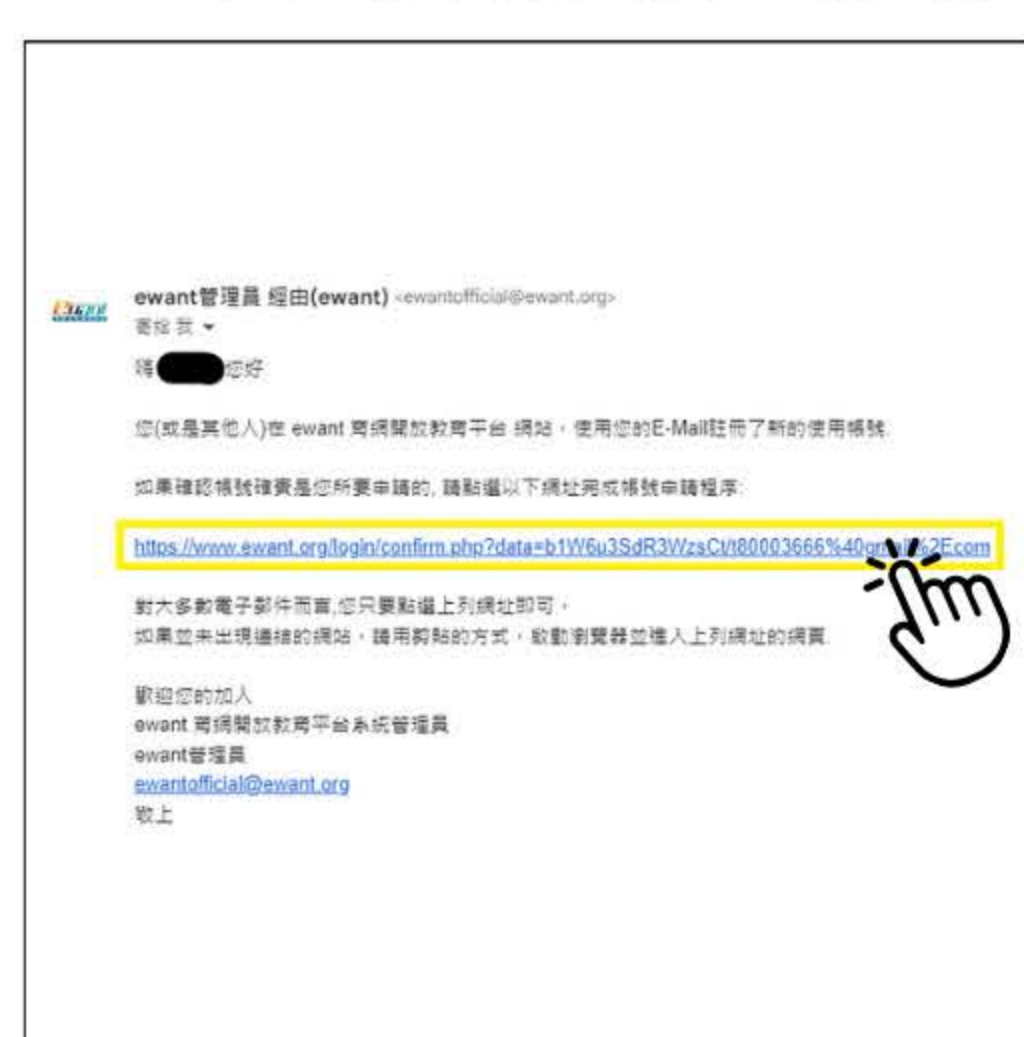 ewant
ewant管理員 經由(ewant) <ewantofficial@ewant.org>
寄給 我
嗨 您好
您(或是其他人)在 ewant 育網開放教育平台 網站,使用您的E-Mail註冊了新的使用帳號.
如果確認帳號確實是您所要申請的, 請點選以下網址完成帳號申請程序:
https://www.ewant.org/login/confirm.php?data=b1W6u3SdR3WzsCt/t80003666%40gmail%2Ecom
對大多數電子郵件而言,您只要點選上列網址即可。
如果並未出現連結的網站,請用剪貼的方式,啟動瀏覽器並進入上列網址的網頁.
歡迎您的加入
ewant 育網開放教育平台系統管理員
ewant管理員
ewantofficial@ewant.org
敬上